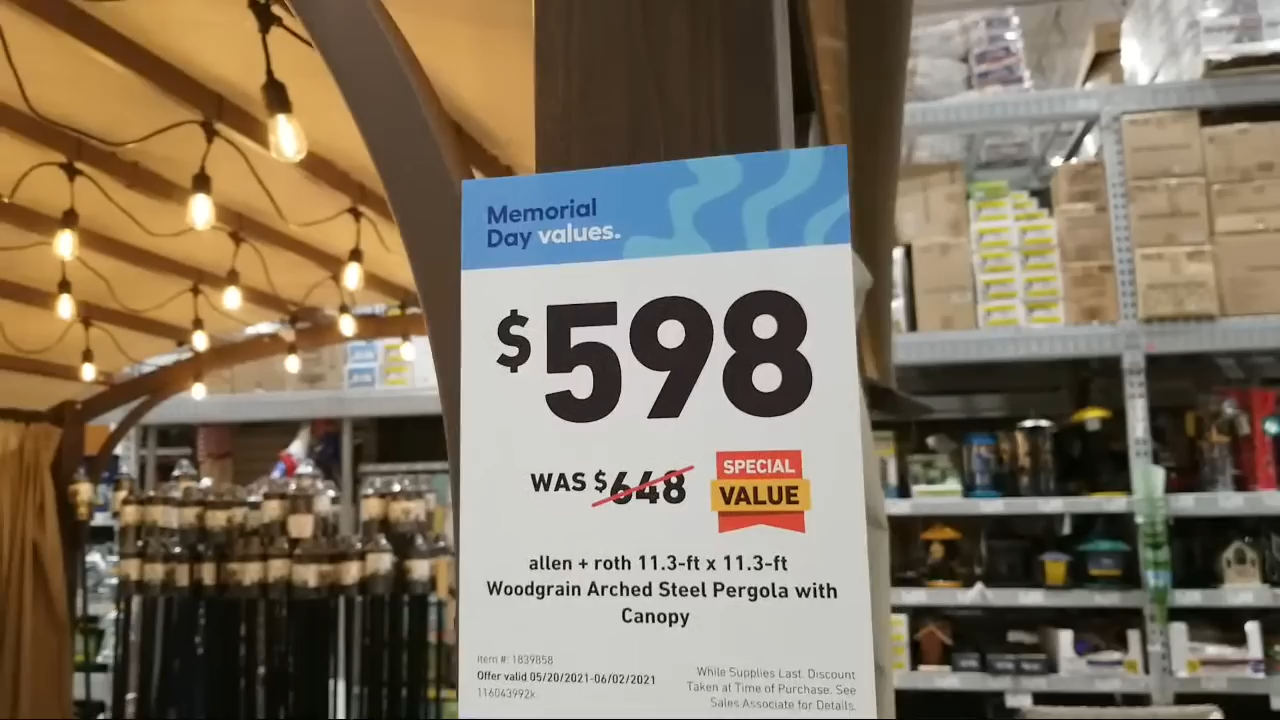 Memorial
Day values.
$598
WAS $648
SPECIAL
VALUE
allen + roth 11.3-ft x 11.3-ft
Woodgrain Arched Steel Pergola with
Canopy
Item #: 1839858
Offer valid 05/20/2021-06/02/2021
116043992k
While Supplies Last. Discount
Taken at Time of Purchase. See
Sales Associate for Details.